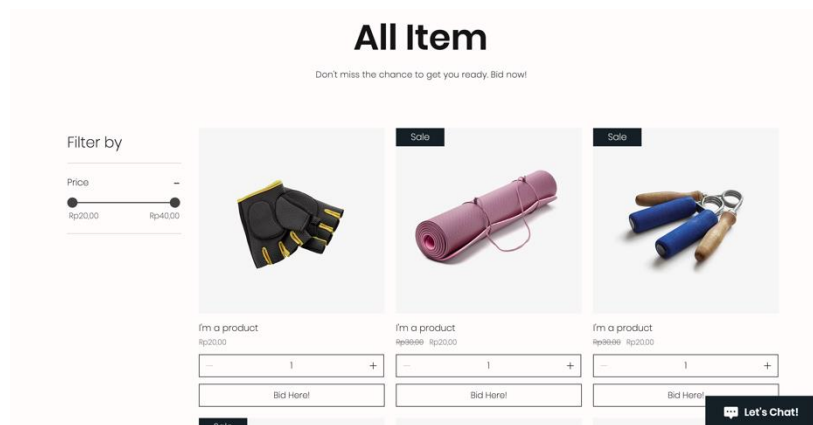 All Item
Don't miss the chance to get you ready. Bid now!
Filter by
Price
Rp20,00 Rp40,00
Sale
Sale
I'm a product
Rp20,00
1
Bid Here!
I'm a product
Rp30,00 Rp20,00
1
Bid Here!
I'm a product
Rp30,00 Rp20,00
1
Bid Here!
Sale
Let's Chat!